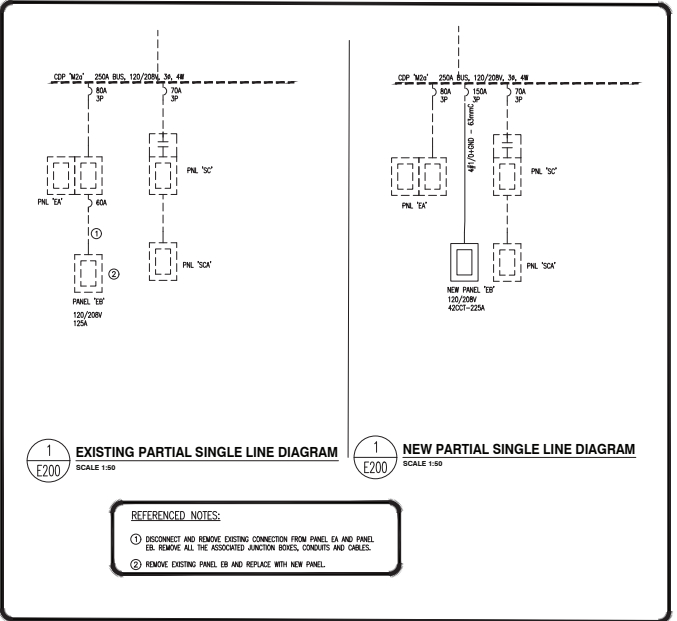 CDP 'M2a' 250A BUS, 120/208V, 3Φ, 4W
80A
3P
70A
3P
PNL 'SC'
PNL 'EA'
60A
1
PNL 'SCA'
2
PANEL 'EB'
120/208V
125A
1
E200
EXISTING PARTIAL SINGLE LINE DIAGRAM
SCALE 1:50
CDP 'M2a' 250A BUS, 120/208V, 3Φ, 4W
80A
3P
150A
3P
70A
3P
4#1/0+GND - 63mmC
PNL 'SC'
PNL 'EA'
PNL 'SCA'
NEW PANEL 'EB'
120/208V
42CCT-225A
1
E200
NEW PARTIAL SINGLE LINE DIAGRAM
SCALE 1:50
REFERENCED NOTES:
1 DISCONNECT AND REMOVE EXISTING CONNECTION FROM PANEL EA AND PANEL
EB. REMOVE ALL THE ASSOCIATED JUNCTION BOXES, CONDUITS AND CABLES.
2 REMOVE EXISTING PANEL EB AND REPLACE WITH NEW PANEL.